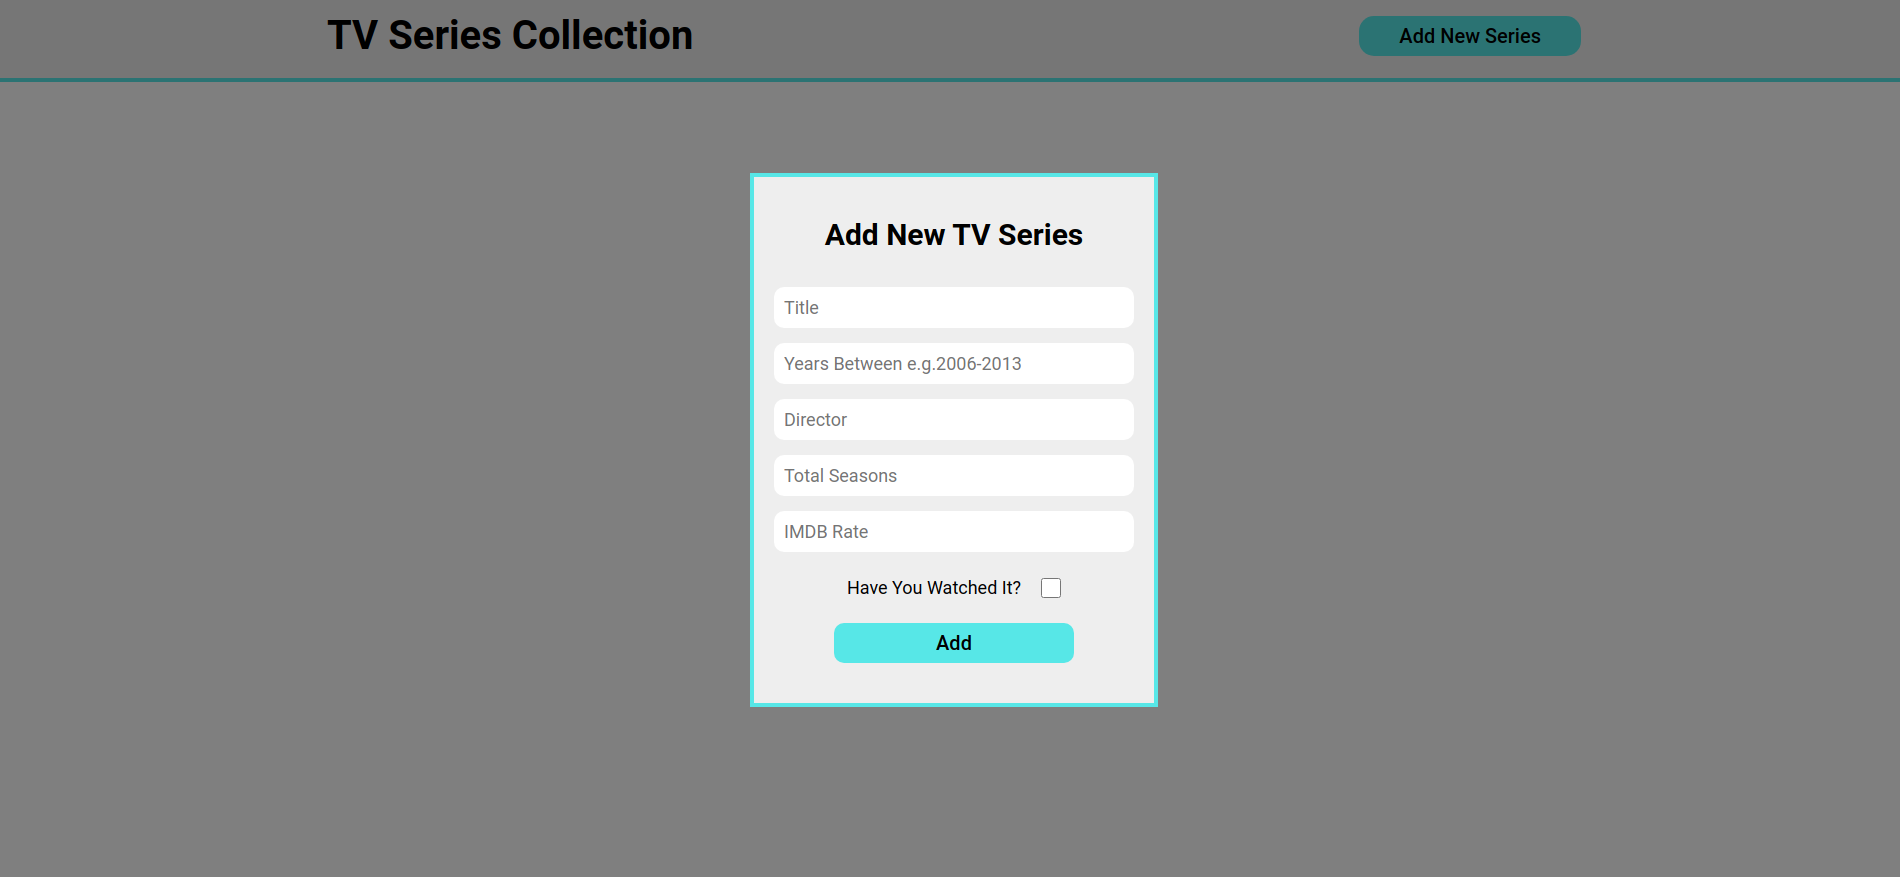 TV Series Collection
Add New Series
Add New TV Series
Title
Years Between e.g.2006-2013
Director
Total Seasons
IMDB Rate
Have You Watched It?
Add